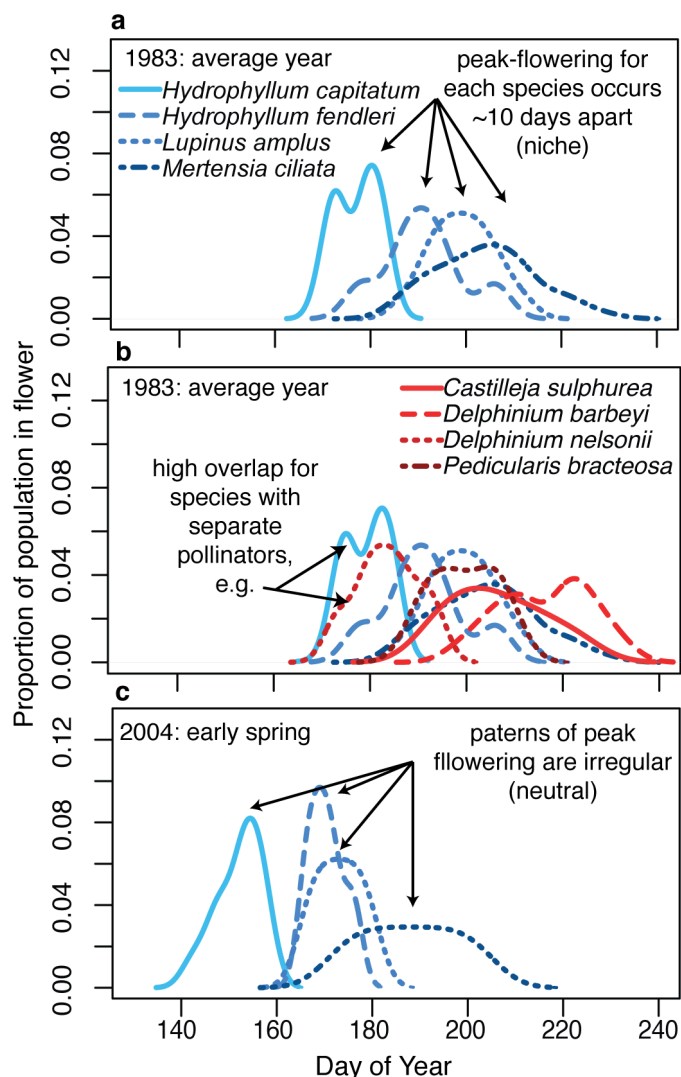 a
1983: average year
Hydrophyllum capitatum
Hydrophyllum fendleri
Lupinus amplus
Mertensia ciliata
peak-flowering for
each species occurs
~10 days apart
(niche)
0.12
0.08
0.04
0.00
b
1983: average year
Castilleja sulphurea
Delphinium barbeyi
Delphinium nelsonii
Pedicularis bracteosa
high overlap for
species with
separate
pollinators,
e.g.
0.12
0.08
0.04
0.00
Proportion of population in flower
c
2004: early spring
paterns of peak
fllowering are irregular
(neutral)
0.12
0.08
0.04
0.00
140 160 180 200 220 240
Day of Year